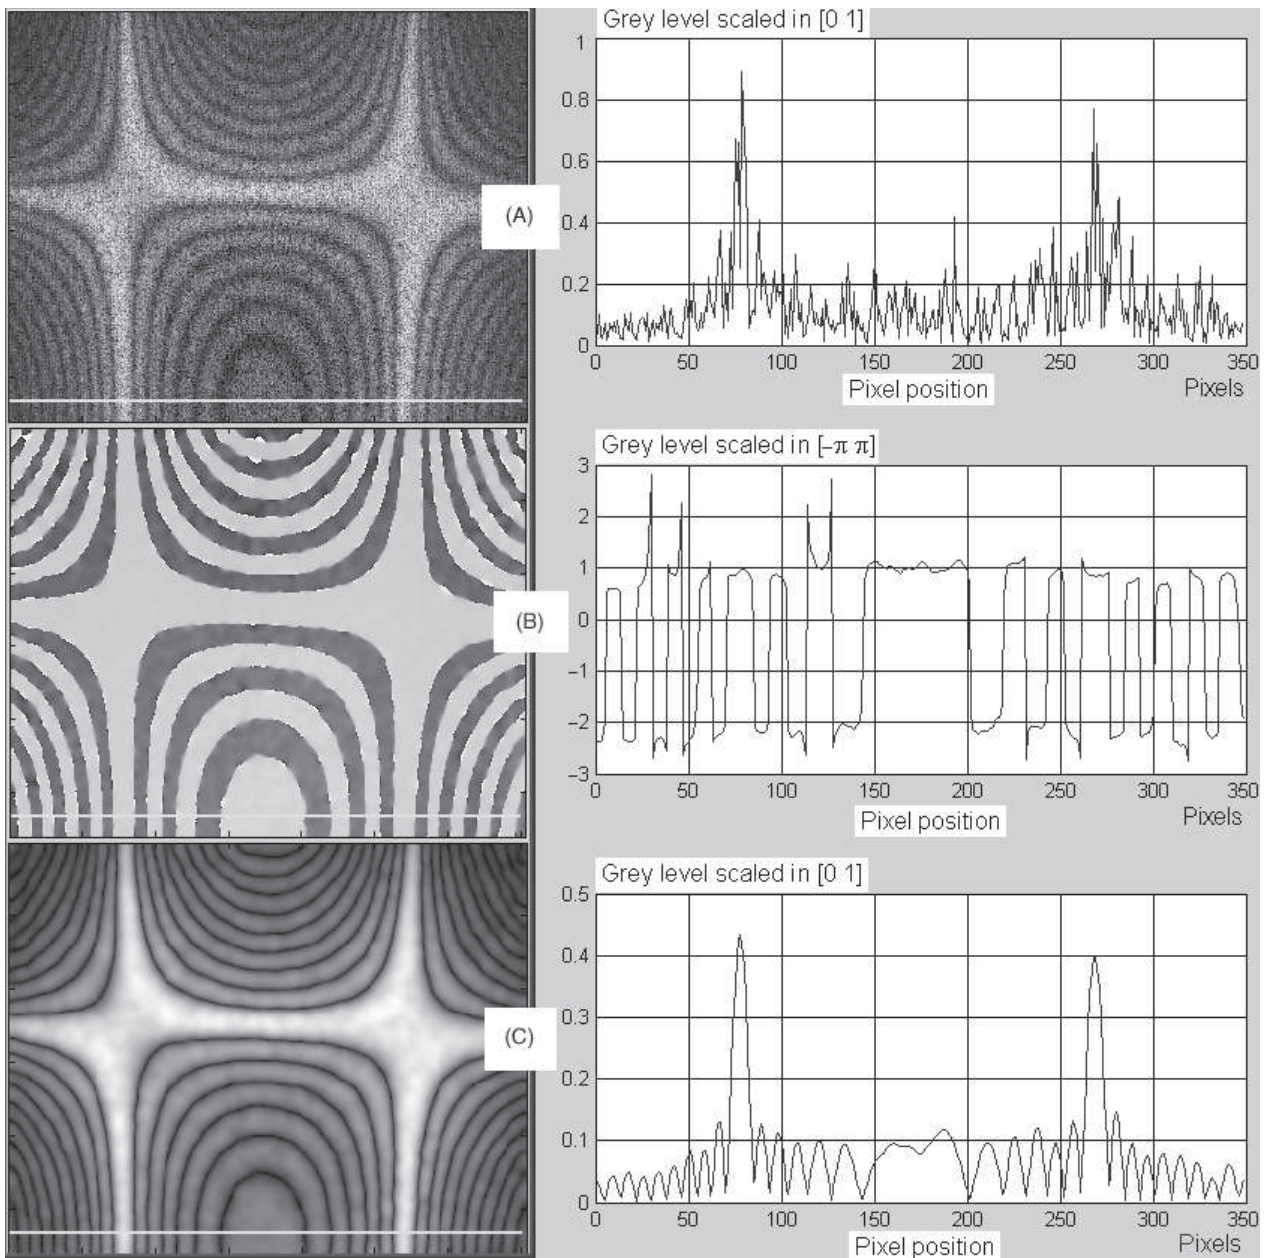 Grey level scaled in [0 1]
1
0.8
0.6
0.4
0.2
0
0 50 100 150 200 250 300 350
Pixel position
Pixels
(A)
Grey level scaled in [–π π]
3
2
1
0
–1
–2
–3
0 50 100 150 200 250 300 350
Pixel position
Pixels
(B)
Grey level scaled in [0 1]
0.5
0.4
0.3
0.2
0.1
0
0 50 100 150 200 250 300 350
Pixel position
Pixels
(C)